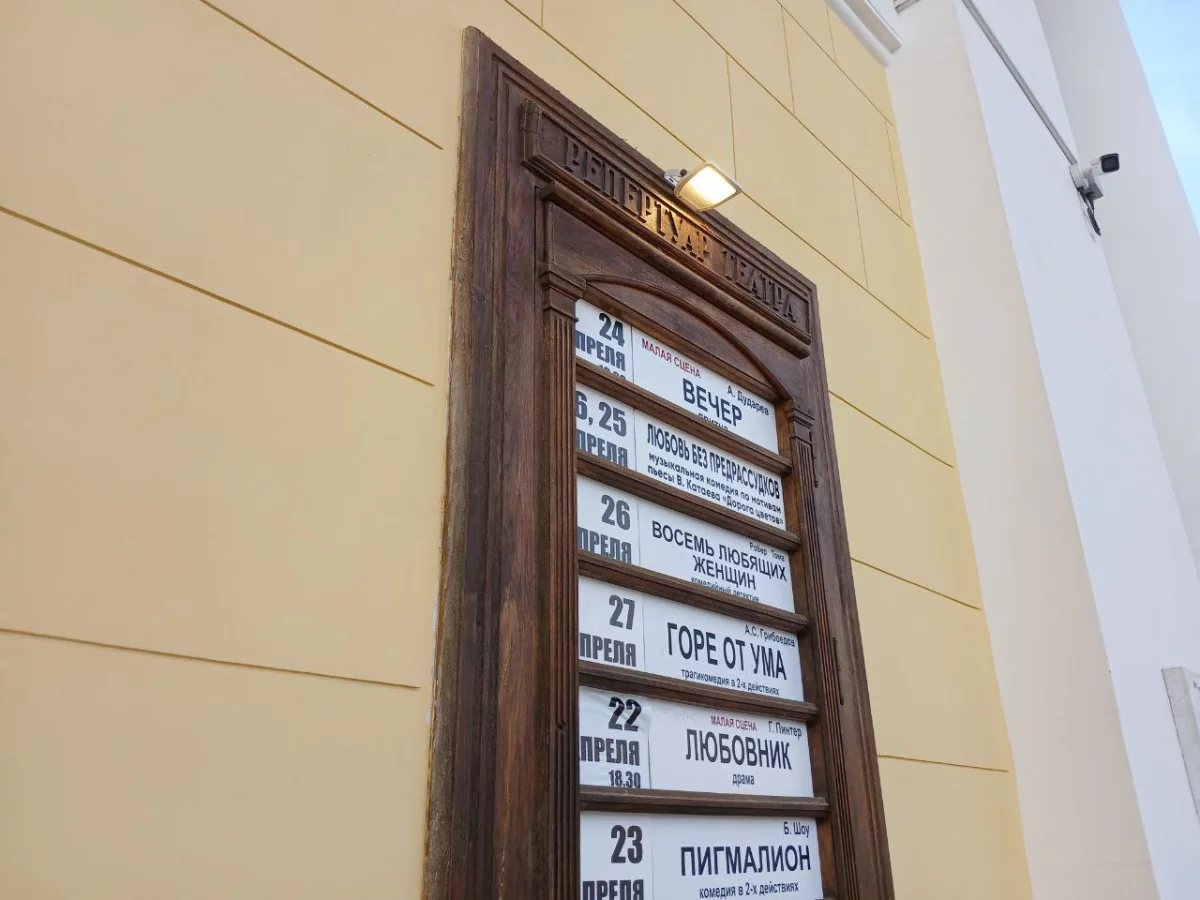 РЕПЕРТУАР ТЕАТРА
24
ПРЕЛЯ
МАЛАЯ СЦЕНА
А. Дударев
ВЕЧЕР
6, 25
ПРЕЛЯ
ЛЮБОВЬ БЕЗ ПРЕДРАССУДКОВ
музыкальная комедия по мотивам
пьесы В. Катаева «Дорога цветов»
26
ПРЕЛЯ
Робер Тома
ВОСЕМЬ ЛЮБЯЩИХ
ЖЕНЩИН
комедийный детектив
27
ПРЕЛЯ
А.С. Грибоедов
ГОРЕ ОТ УМА
трагикомедия в 2-х действиях
22
ПРЕЛЯ
18.30
МАЛАЯ СЦЕНА Г. Пинтер
ЛЮБОВНИК
драма
23
ПРЕЛЯ
Б. Шоу
ПИГМАЛИОН
комедия в 2-х действиях